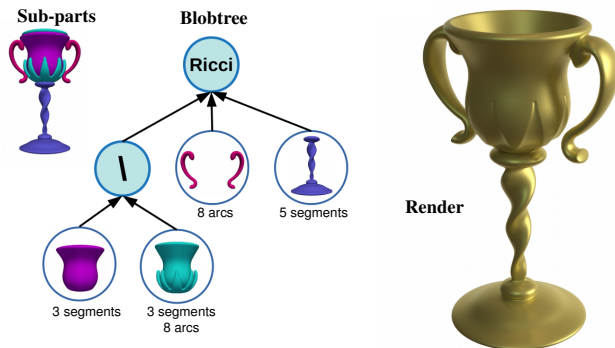 Sub-parts
Blobtree
Ricci
\
8 arcs
5 segments
Render
3 segments
3 segments
8 arcs